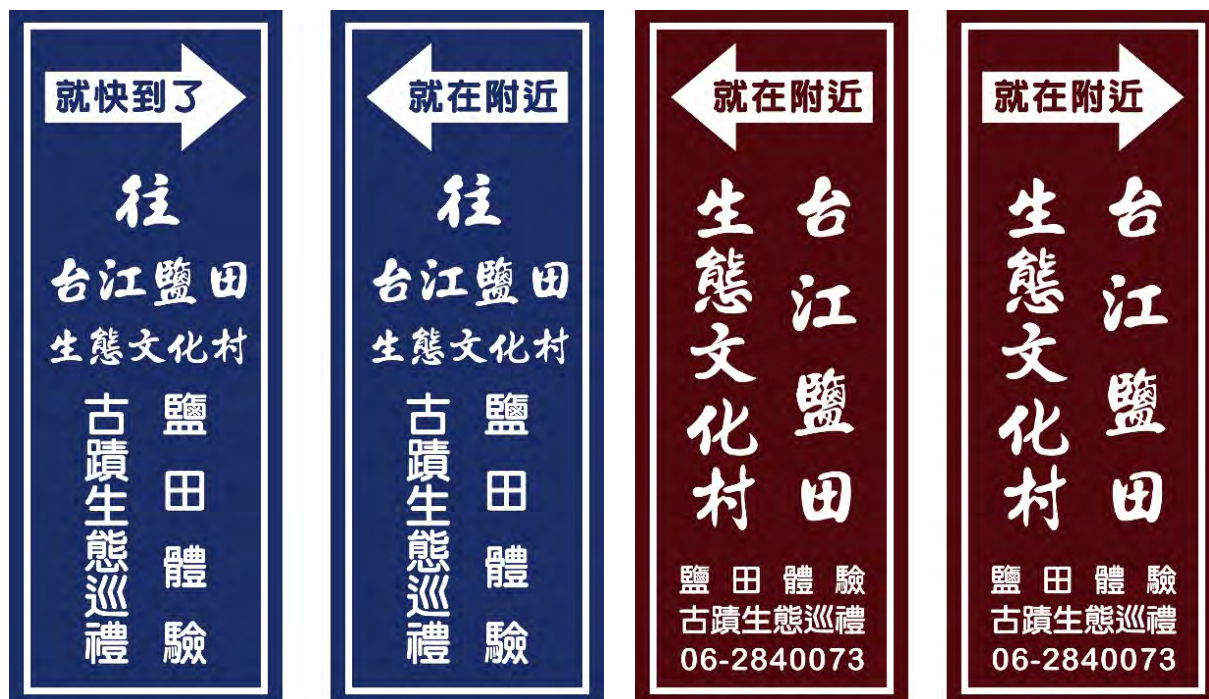 就快到了
往
台江鹽田
生態文化村
鹽田體驗
古蹟生態巡禮
就在附近
往
台江鹽田
生態文化村
鹽田體驗
古蹟生態巡禮
就在附近
台江鹽田
生態文化村
鹽田體驗
古蹟生態巡禮
06-2840073
就在附近
台江鹽田
生態文化村
鹽田體驗
古蹟生態巡禮
06-2840073